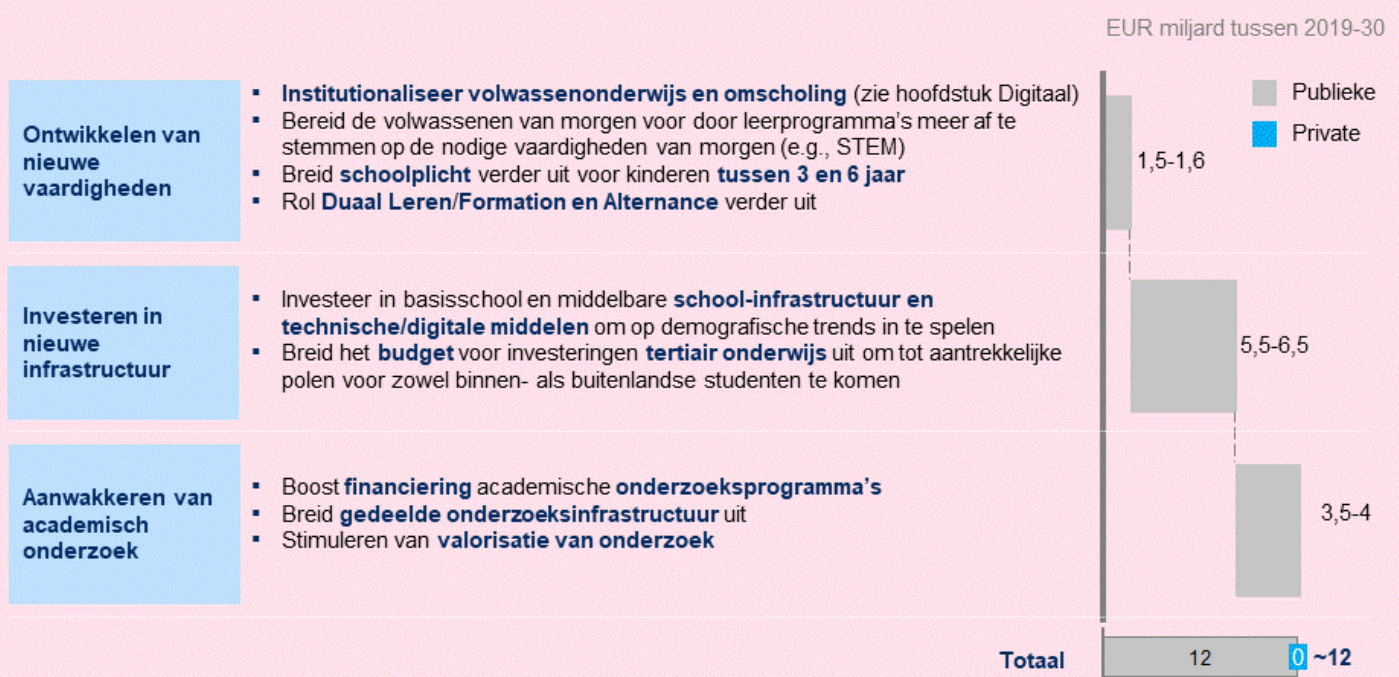 EUR miljard tussen 2019-30
Publieke
Private
Ontwikkelen van
nieuwe
vaardigheden
▪ Institutionaliseer volwassenonderwijs en omscholing (zie hoofdstuk Digitaal)
▪ Bereid de volwassenen van morgen voor door leerprogramma's meer af te
stemmen op de nodige vaardigheden van morgen (e.g., STEM)
▪ Breid schoolplicht verder uit voor kinderen tussen 3 en 6 jaar
▪ Rol Duaal Leren/Formation en Alternance verder uit
1,5-1,6
Investeren in
nieuwe
infrastructuur
▪ Investeer in basisschool en middelbare school-infrastructuur en
technische/digitale middelen om op demografische trends in te spelen
▪ Breid het budget voor investeringen tertiair onderwijs uit om tot aantrekkelijke
polen voor zowel binnen- als buitenlandse studenten te komen
5,5-6,5
Aanwakkeren van
academisch
onderzoek
▪ Boost financiering academische onderzoeksprogramma's
▪ Breid gedeelde onderzoeksinfrastructuur uit
▪ Stimuleren van valorisatie van onderzoek
3,5-4
Totaal
12
0
~12